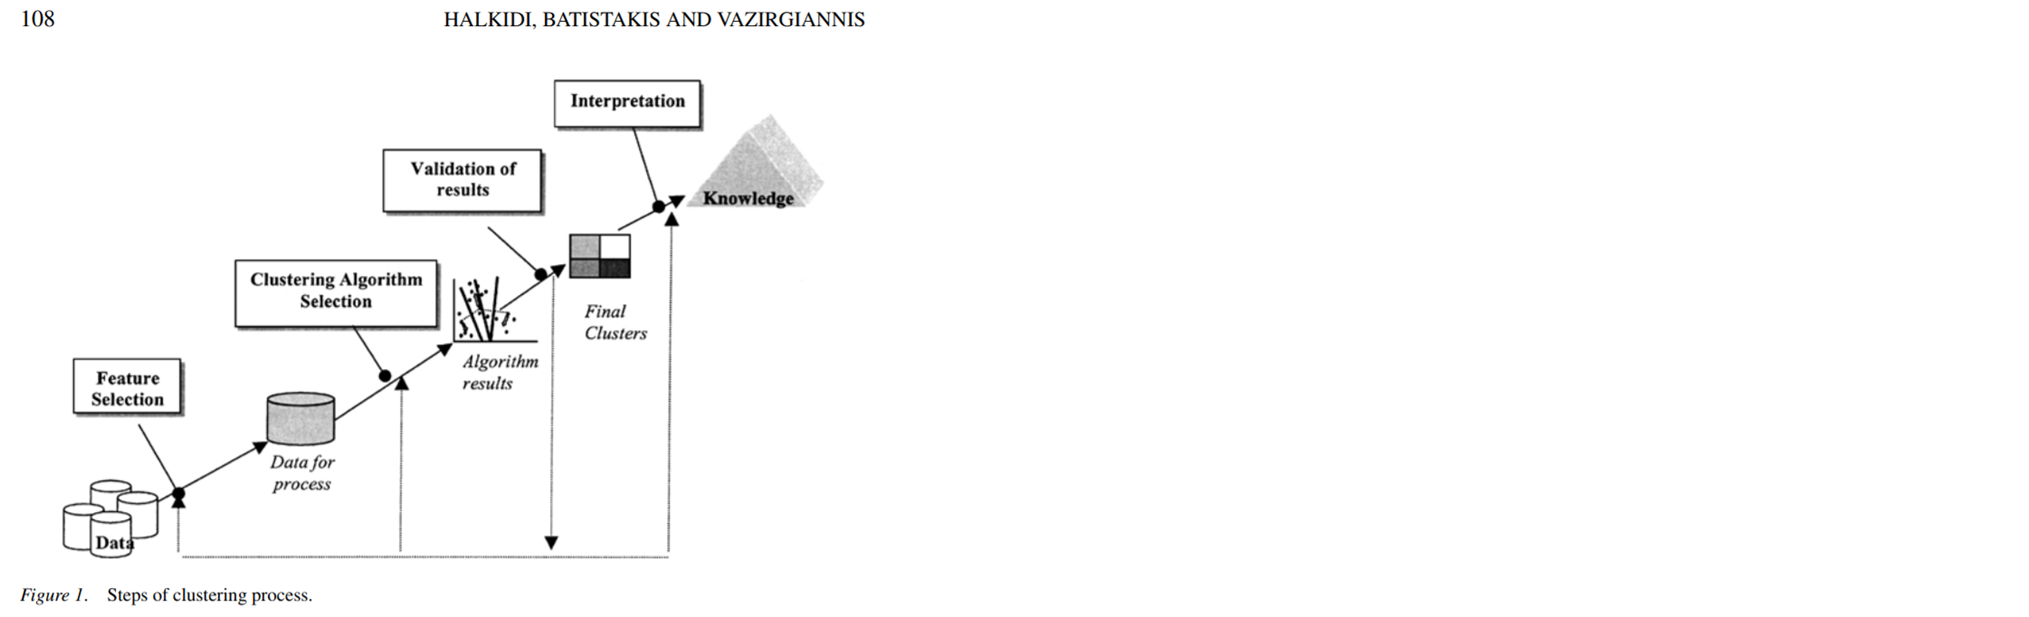 108
HALKIDI, BATISTAKIS AND VAZIRGIANNIS
Interpretation
Validation of
results
Knowledge
Clustering Algorithm
Selection
Final
Clusters
Algorithm
results
Feature
Selection
Data for
process
Data
Figure 1. Steps of clustering process.